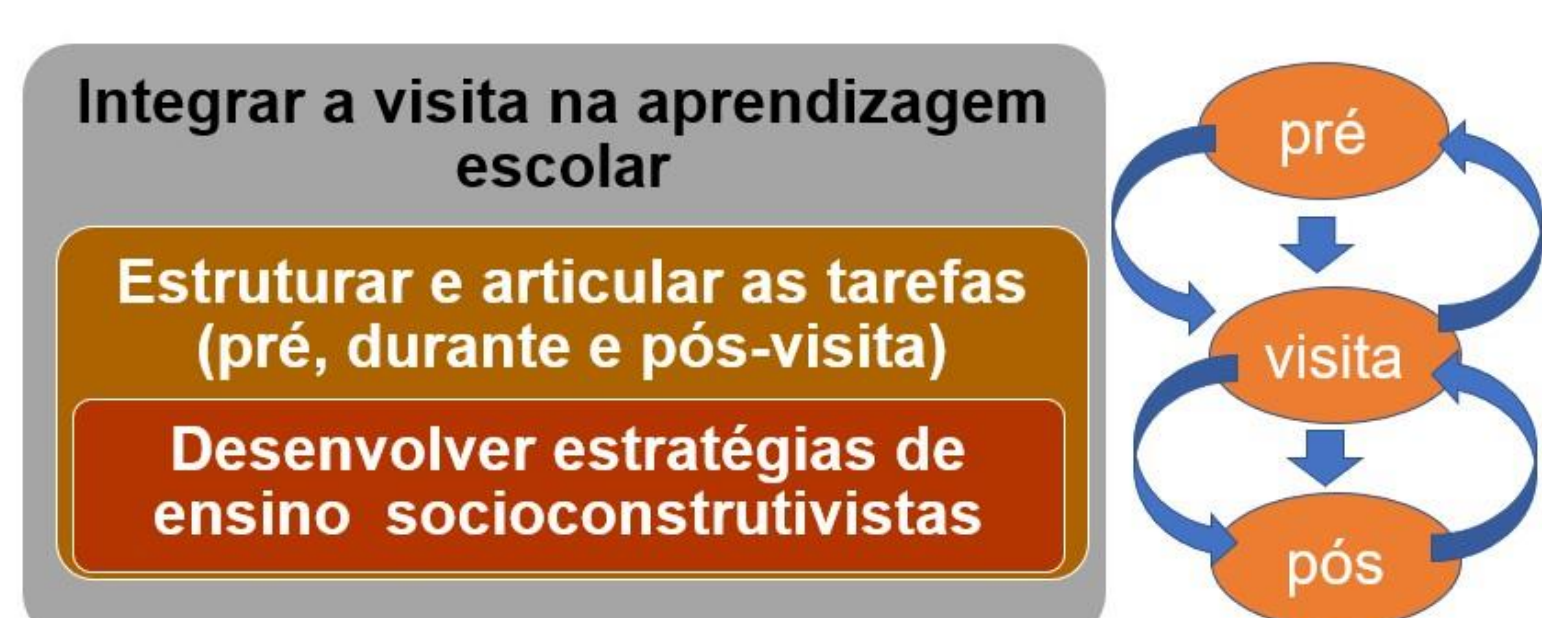 Integrar a visita na aprendizagem
escolar
Estruturar e articular as tarefas
(pré, durante e pós-visita)
Desenvolver estratégias de
ensino socioconstrutivistas
pré
visita
pós